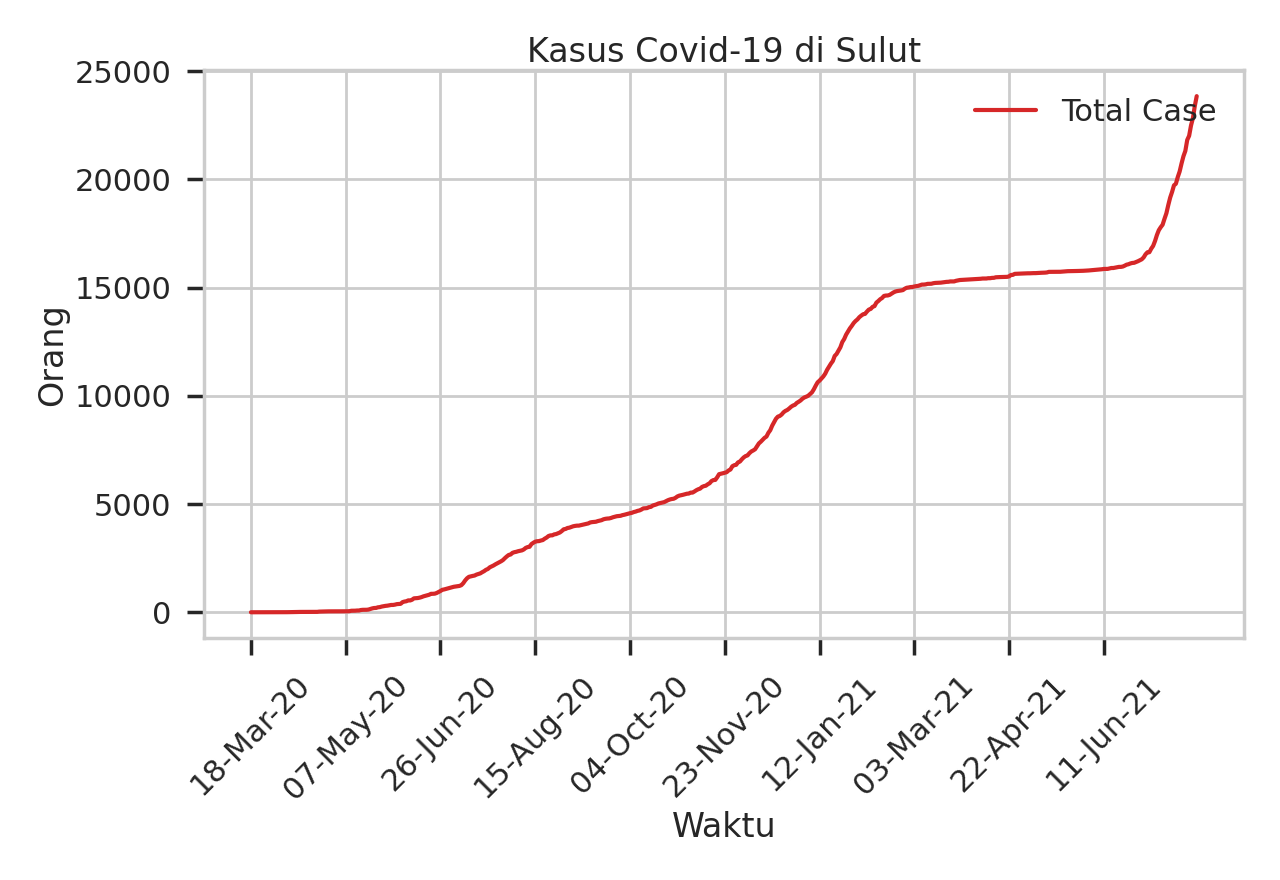 Kasus Covid-19 di Sulut
25000
20000
15000
10000
5000
0
Orang
Total Case
18-Mar-20
07-May-20
26-Jun-20
15-Aug-20
04-Oct-20
23-Nov-20
12-Jan-21
03-Mar-21
22-Apr-21
11-Jun-21
Waktu